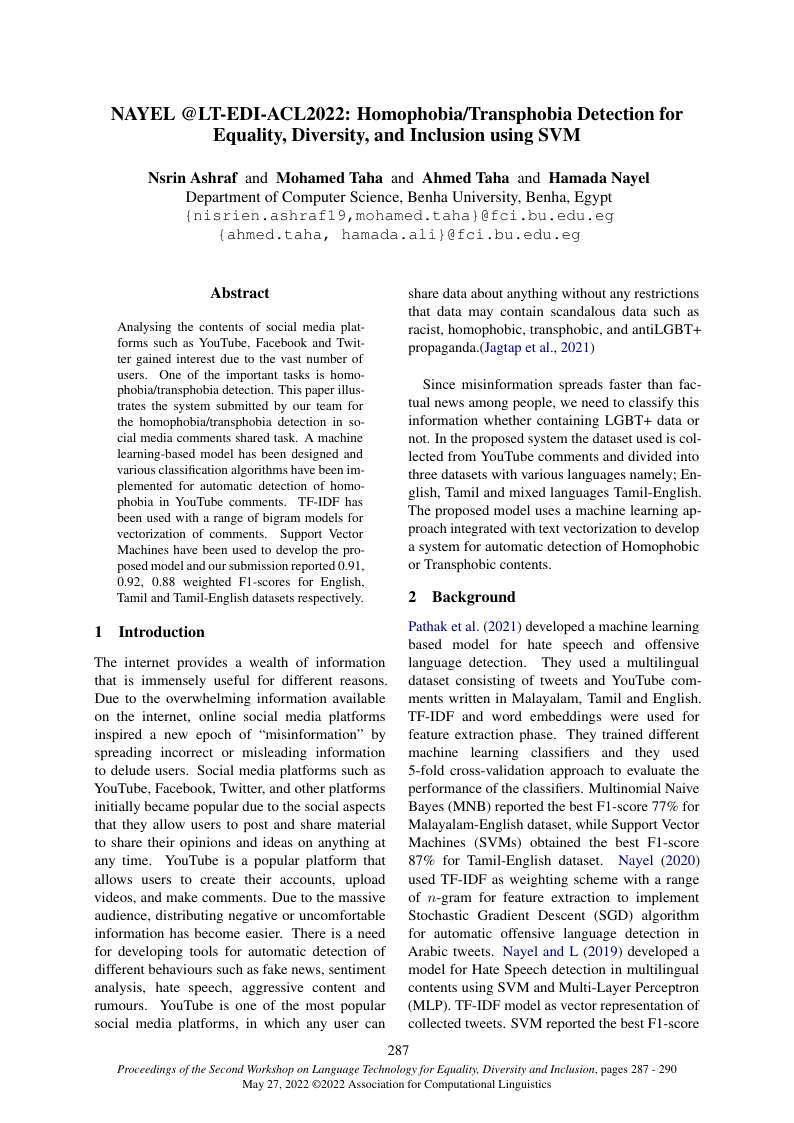 NAYEL @LT-EDI-ACL2022: Homophobia/Transphobia Detection for
Equality, Diversity, and Inclusion using SVM
Nsrin Ashraf and Mohamed Taha and Ahmed Taha and Hamada Nayel
Department of Computer Science, Benha University, Benha, Egypt
{nisrien.ashraf19,mohamed.taha}@fci.bu.edu.eg
{ahmed.taha, hamada.ali}@fci.bu.edu.eg
Abstract
Analysing the contents of social media plat-
forms such as YouTube, Facebook and Twit-
ter gained interest due to the vast number of
users. One of the important tasks is homo-
phobia/transphobia detection. This paper illus-
trates the system submitted by our team for
the homophobia/transphobia detection in so-
cial media comments shared task. A machine
learning-based model has been designed and
various classification algorithms have been im-
plemented for automatic detection of homo-
phobia in YouTube comments. TF-IDF has
been used with a range of bigram models for
vectorization of comments. Support Vector
Machines have been used to develop the pro-
posed model and our submission reported 0.91,
0.92, 0.88 weighted F1-scores for English,
Tamil and Tamil-English datasets respectively.
1 Introduction
The internet provides a wealth of information
that is immensely useful for different reasons.
Due to the overwhelming information available
on the internet, online social media platforms
inspired a new epoch of “misinformation” by
spreading incorrect or misleading information
to delude users. Social media platforms such as
YouTube, Facebook, Twitter, and other platforms
initially became popular due to the social aspects
that they allow users to post and share material
to share their opinions and ideas on anything at
any time. YouTube is a popular platform that
allows users to create their accounts, upload
videos, and make comments. Due to the massive
audience, distributing negative or uncomfortable
information has become easier. There is a need
for developing tools for automatic detection of
different behaviours such as fake news, sentiment
analysis, hate speech, aggressive content and
rumours. YouTube is one of the most popular
social media platforms, in which any user can
share data about anything without any restrictions
that data may contain scandalous data such as
racist, homophobic, transphobic, and antiLGBT+
propaganda.(Jagtap et al., 2021)
Since misinformation spreads faster than fac-
tual news among people, we need to classify this
information whether containing LGBT+ data or
not. In the proposed system the dataset used is col-
lected from YouTube comments and divided into
three datasets with various languages namely; En-
glish, Tamil and mixed languages Tamil-English.
The proposed model uses a machine learning ap-
proach integrated with text vectorization to develop
a system for automatic detection of Homophobic
or Transphobic contents.
2 Background
Pathak et al. (2021) developed a machine learning
based model for hate speech and offensive
language detection. They used a multilingual
dataset consisting of tweets and YouTube com-
ments written in Malayalam, Tamil and English.
TF-IDF and word embeddings were used for
feature extraction phase. They trained different
machine learning classifiers and they used
5-fold cross-validation approach to evaluate the
performance of the classifiers. Multinomial Naive
Bayes (MNB) reported the best F1-score 77% for
Malayalam-English dataset, while Support Vector
Machines (SVMs) obtained the best F1-score
87% for Tamil-English dataset. Nayel (2020)
used TF-IDF as weighting scheme with a range
of n-gram for feature extraction to implement
Stochastic Gradient Descent (SGD) algorithm
for automatic offensive language detection in
Arabic tweets. Nayel and L (2019) developed a
model for Hate Speech detection in multilingual
contents using SVM and Multi-Layer Perceptron
(MLP). TF-IDF model as vector representation of
collected tweets. SVM reported the best F1-score
287
Proceedings of the Second Workshop on Language Technology for Equality, Diversity and Inclusion, pages 287 - 290
May 27, 2022 ©2022 Association for Computational Linguistics